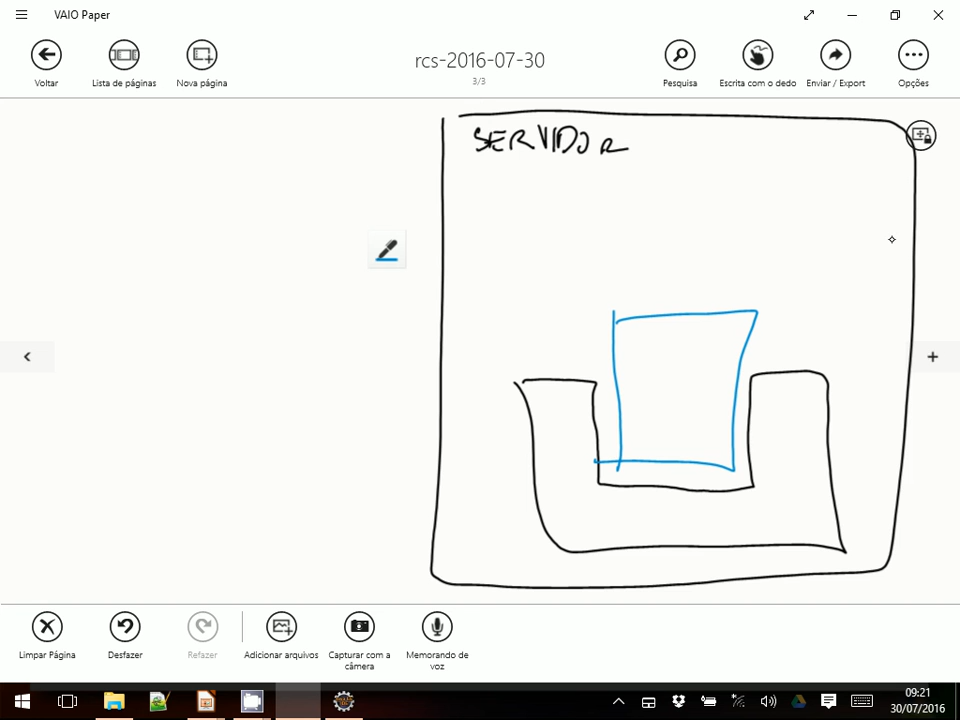 VAIO Paper
Voltar
Lista de páginas
Nova página
rcs-2016-07-30
3/3
Pesquisa
Escrita com o dedo
Enviar / Export
Opções
SERVIDOR
Limpar Página
Desfazer
Refazer
Adicionar arquivos
Capturar com a
câmera
Memorando de
voz
09:21
30/07/2016